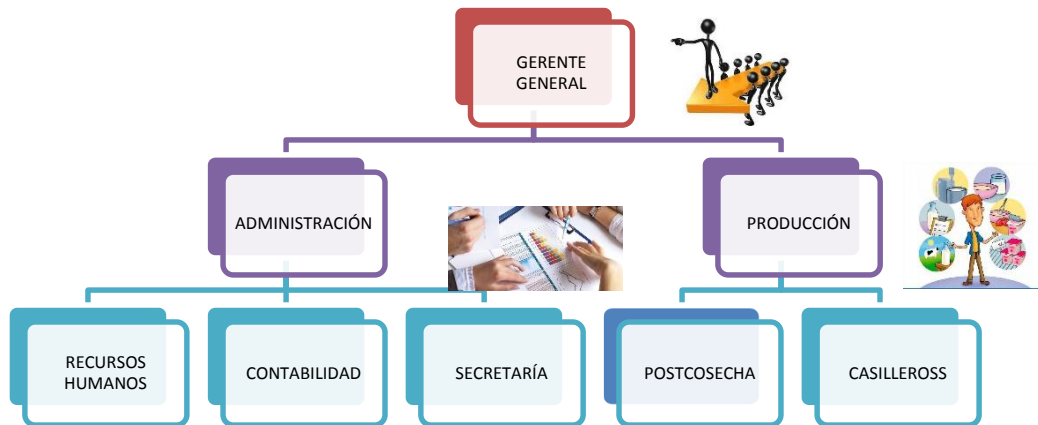 GERENTE
GENERAL
ADMINISTRACIÓN
PRODUCCIÓN
RECURSOS
HUMANOS
CONTABILIDAD
SECRETARÍA
POSTCOSECHA
CASILLEROSS